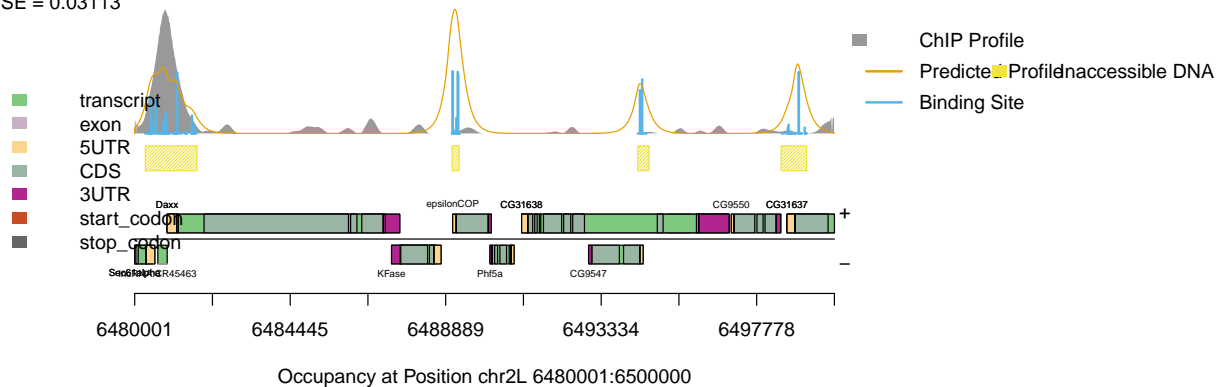 SE = 0.03113
ChIP Profile
Predicted Profile
Inaccessible DNA
Binding Site
transcript
exon
5UTR
CDS
3UTR
start_codon
stop_codon
Daxx
epsilonCOP
CG31638
CG9550
CG31637
+
CR45463
KFase
Phf5a
CG9547
–
6480001
6484445
6488889
6493334
6497778
Occupancy at Position chr2L 6480001:6500000